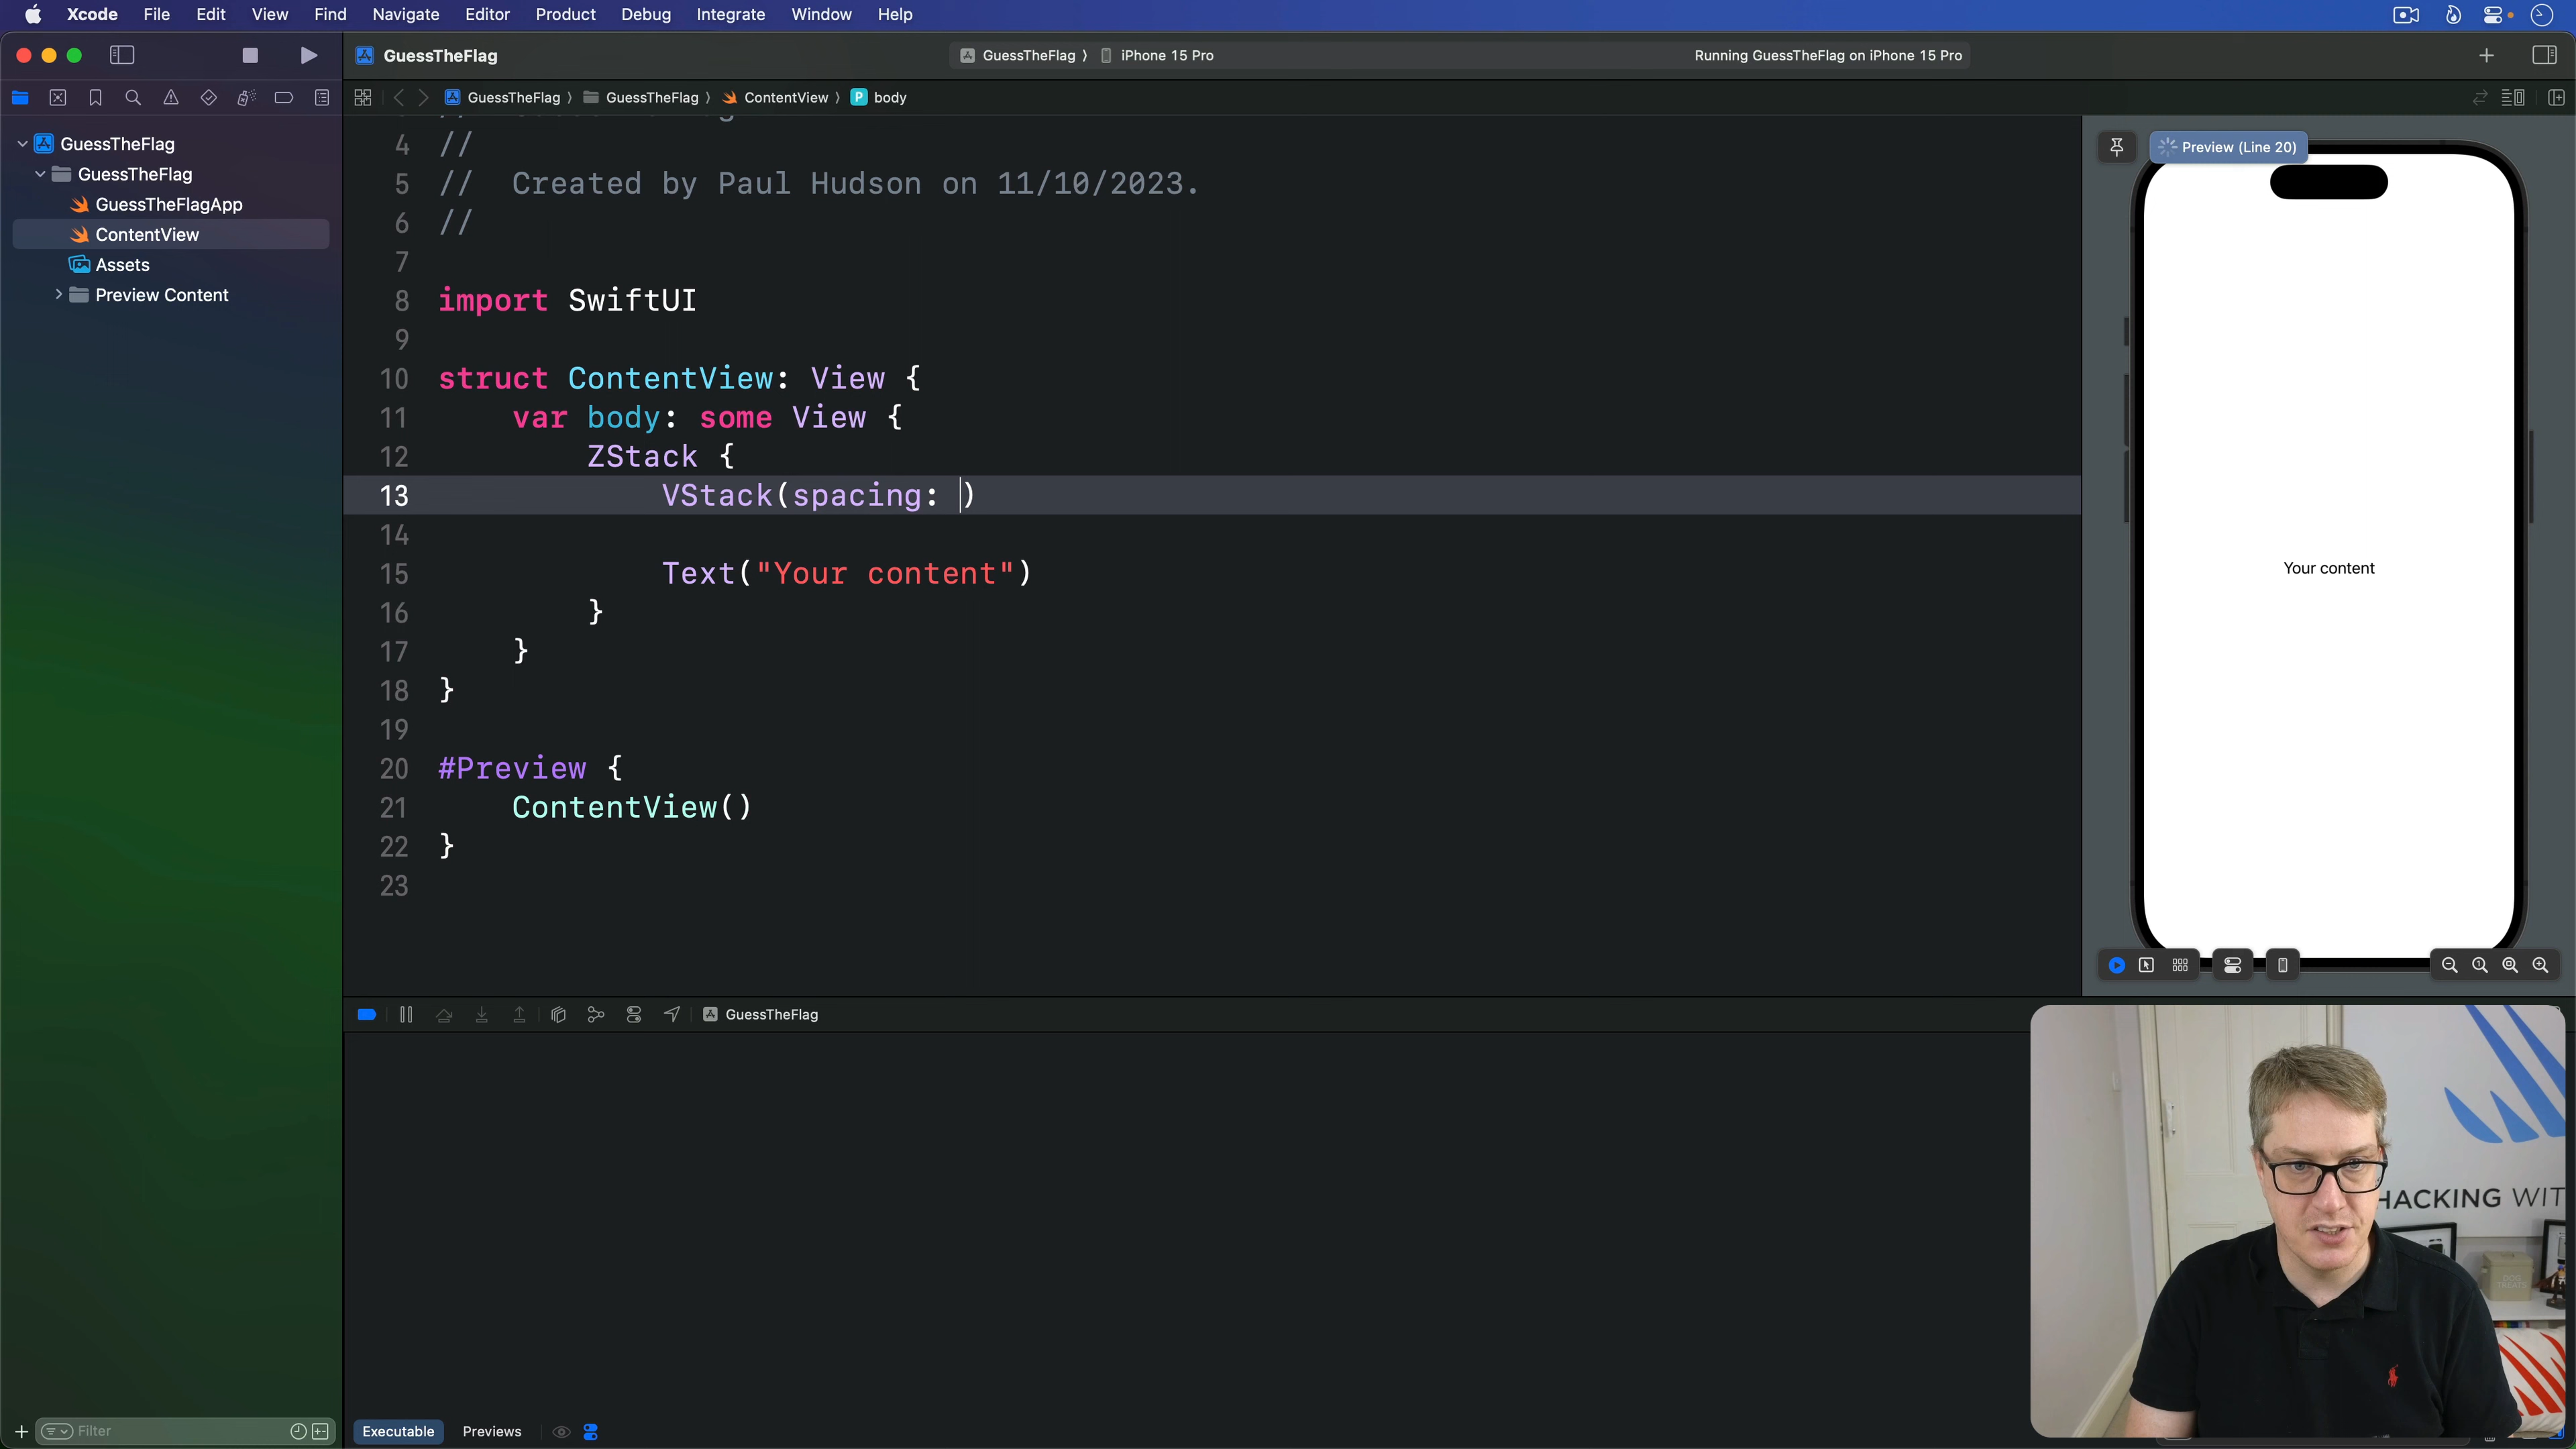 Xcode File Edit View Find Navigate Editor Product Debug Integrate Window Help
GuessTheFlag
GuessTheFlag ⟩ iPhone 15 Pro
Running GuessTheFlag on iPhone 15 Pro
GuessTheFlag ⟩ GuessTheFlag ⟩ ContentView ⟩ P body
GuessTheFlag
GuessTheFlag
GuessTheFlagApp
ContentView
Assets
Preview Content
4 //
5 //  Created by Paul Hudson on 11/10/2023.
6 //
7
8 import SwiftUI
9
10 struct ContentView: View {
11     var body: some View {
12         ZStack {
13             VStack(spacing: )
14
15             Text("Your content")
16         }
17     }
18 }
19
20 #Preview {
21     ContentView()
22 }
23
Preview (Line 20)
Your content
GuessTheFlag
HACKING WIT
Filter
Executable Previews